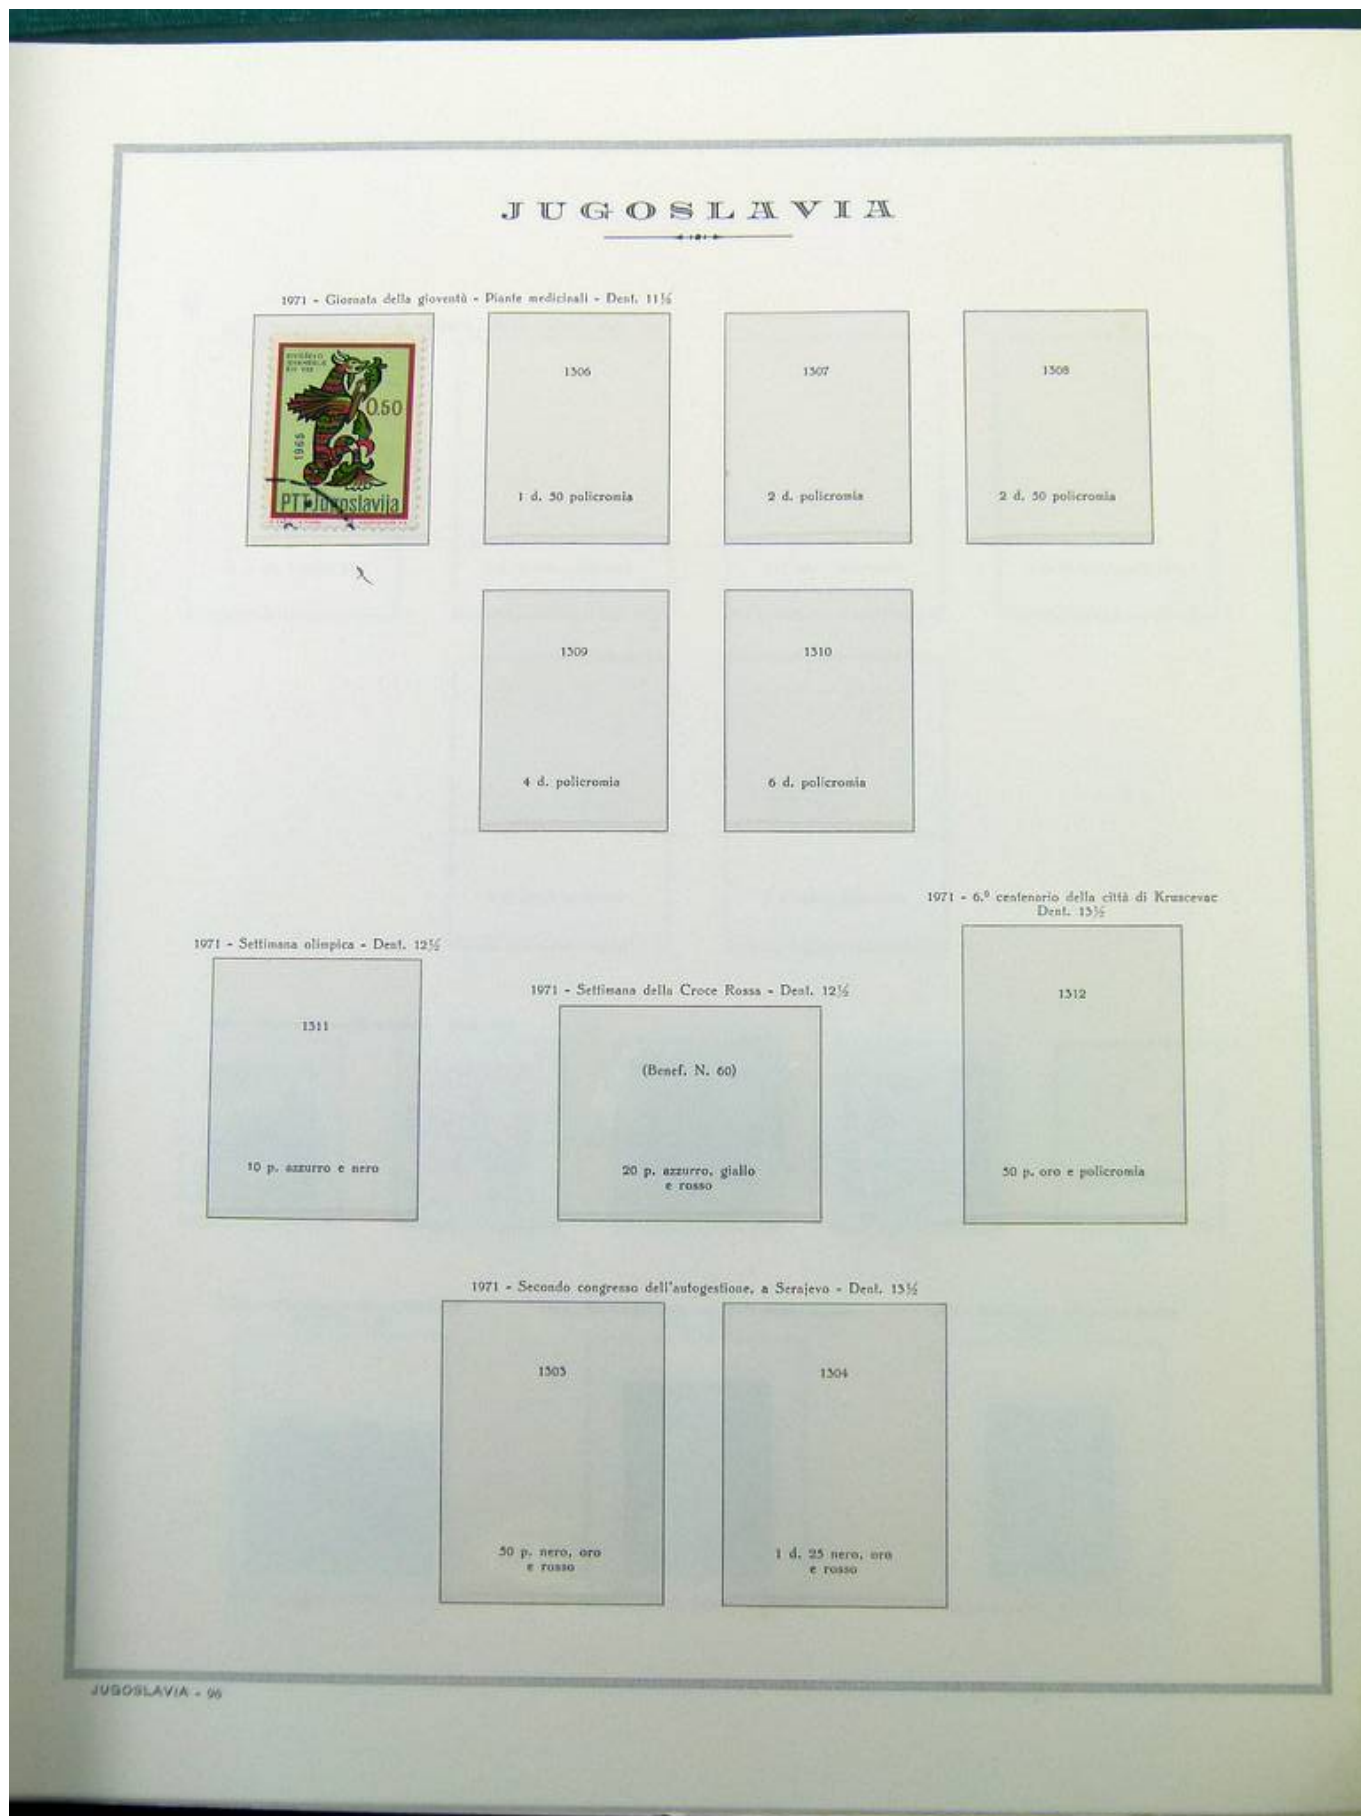 JUGOSLAVIA
1971 - Giornata della gioventù - Piante medicinali - Dent. 11½
0.50
1965
PTT Jugoslavija
1306
1 d. 50 policromia
1307
2 d. policromia
1308
2 d. 50 policromia
1309
4 d. policromia
1310
6 d. policromia
1971 - Settimana olimpica - Dent. 12½
1311
10 p. azzurro e nero
1971 - Settimana della Croce Rossa - Dent. 12½
(Benef. N. 60)
20 p. azzurro, giallo
e rosso
1971 - 6.º centenario della città di Kruscevac
Dent. 13½
1312
50 p. oro e policromia
1971 - Secondo congresso dell'autogestione, a Serajevo - Dent. 13½
1303
50 p. nero, oro
e rosso
1304
1 d. 25 nero, oro
e rosso
JUGOSLAVIA - 96